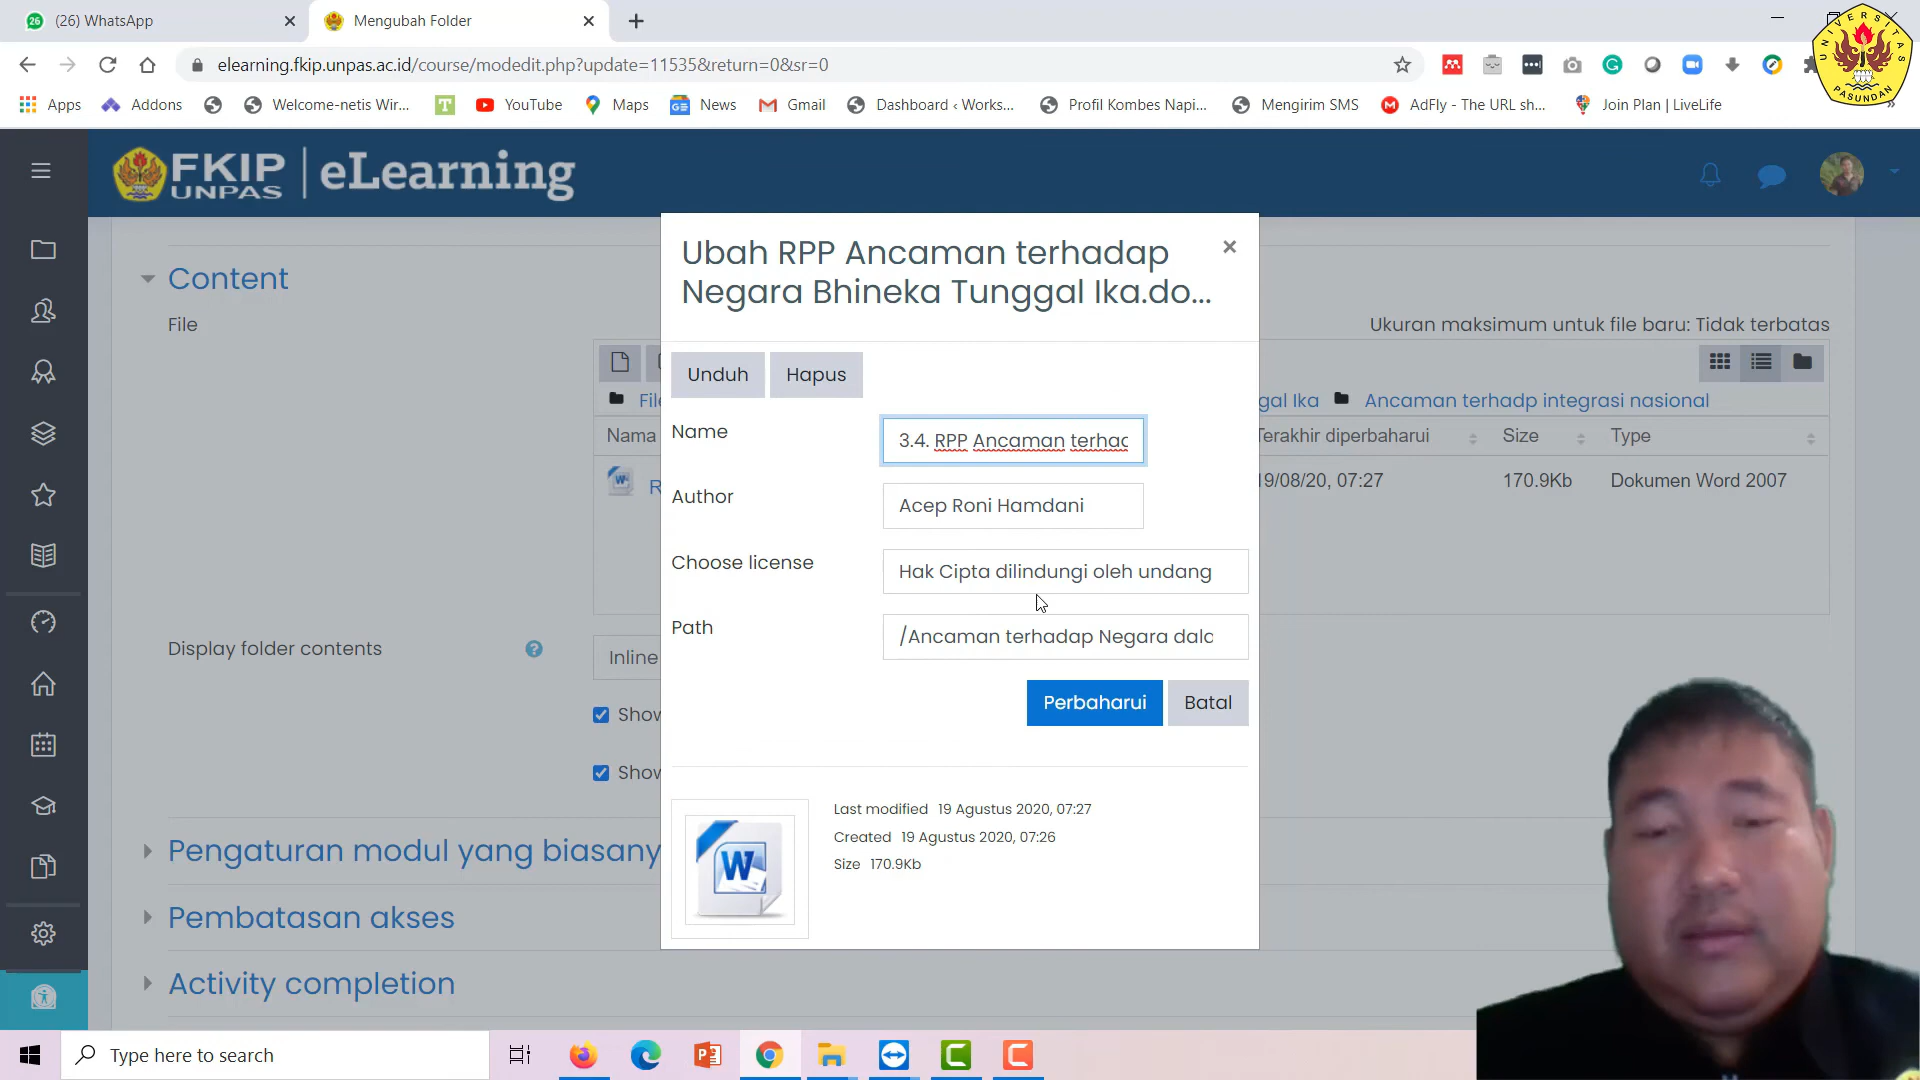 (26) WhatsApp
Mengubah Folder
elearning.fkip.unpas.ac.id/course/modedit.php?update=11535&return=0&sr=0
Apps
Addons
Welcome-netis Wir...
YouTube
Maps
News
Gmail
Dashboard ‹ Works...
Profil Kombes Napi...
Mengirim SMS
AdFly - The URL sh...
Join Plan | LiveLife
UNIVERSITAS
PASUNDAN
FKIP
UNPAS
eLearning
Content
File
Ukuran maksimum untuk file baru: Tidak terbatas
gal Ika
Ancaman terhadp integrasi nasional
Nama
Terakhir diperbaharui
Size
Type
19/08/20, 07:27
170.9Kb
Dokumen Word 2007
Display folder contents
Inline
Show
Show
Pengaturan modul yang biasany
Pembatasan akses
Activity completion
Ubah RPP Ancaman terhadap
Negara Bhineka Tunggal Ika.do...
Unduh
Hapus
Name
3.4. RPP Ancaman terhad
Author
Acep Roni Hamdani
Choose license
Hak Cipta dilindungi oleh undang
Path
/Ancaman terhadap Negara dala
Perbaharui
Batal
Last modified 19 Agustus 2020, 07:27
Created 19 Agustus 2020, 07:26
Size 170.9Kb
Type here to search